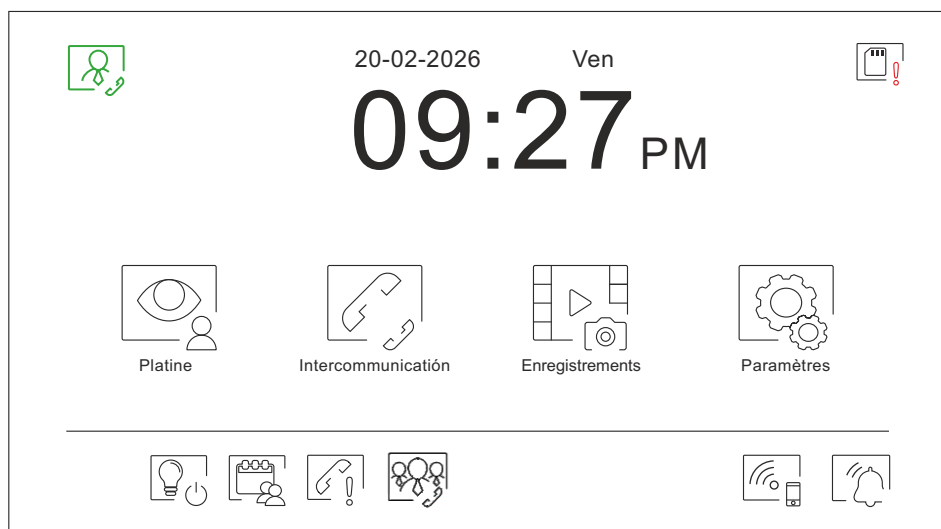 20-02-2026 Ven
09:27 PM
Platine Intercommunicatión Enregistrements Paramètres